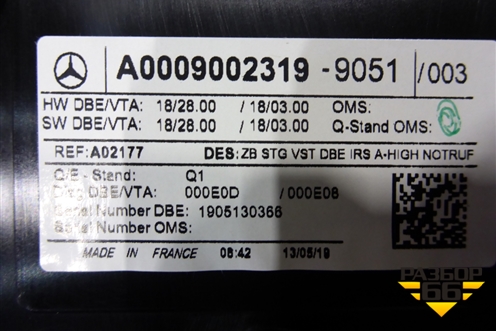 A0009002319 -9051 /003
HW DBE/VTA: 18/28.00 /18/03.00 OMS:
SW DBE/VTA: 18/28.00 /18/03.00 Q-Stand OMS:
REF:A02177 DES:ZB STG VST DBE IRS A-HIGH NOTRUF
Q/E - Stand: Q1
Diag DBE/VTA: 000E0D /000E08
Serial Number DBE: 1905130366
Serial Number OMS:
MADE IN FRANCE 08:42 13/05/19
РАЗБОР
66